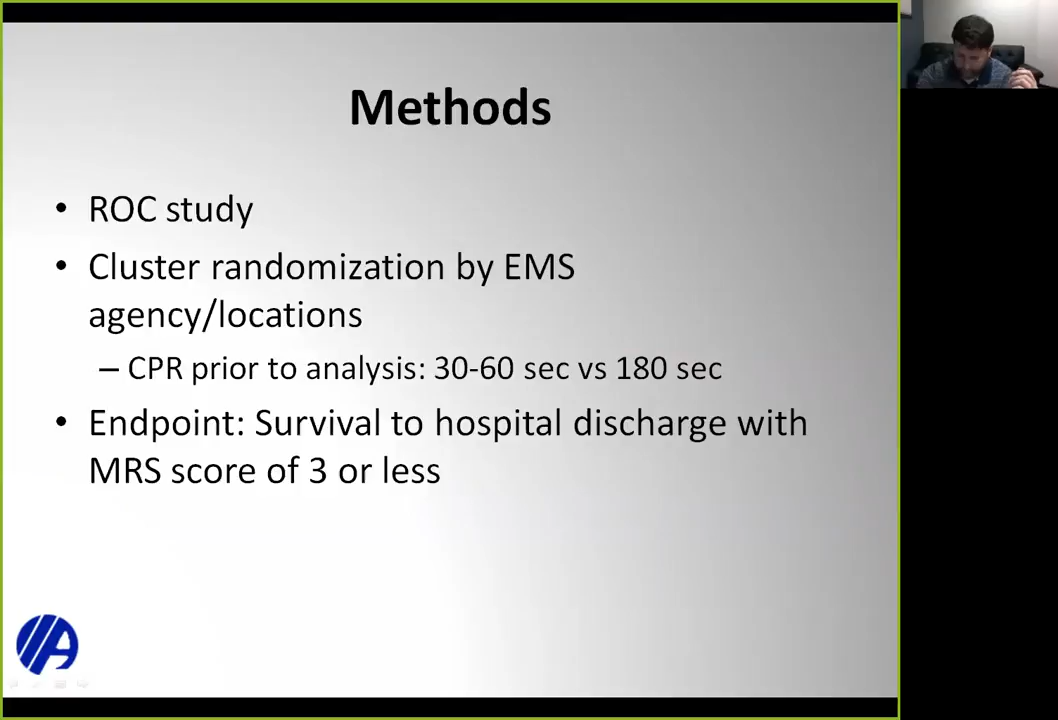 Methods
• ROC study
• Cluster randomization by EMS
agency/locations
– CPR prior to analysis: 30-60 sec vs 180 sec
• Endpoint: Survival to hospital discharge with
MRS score of 3 or less